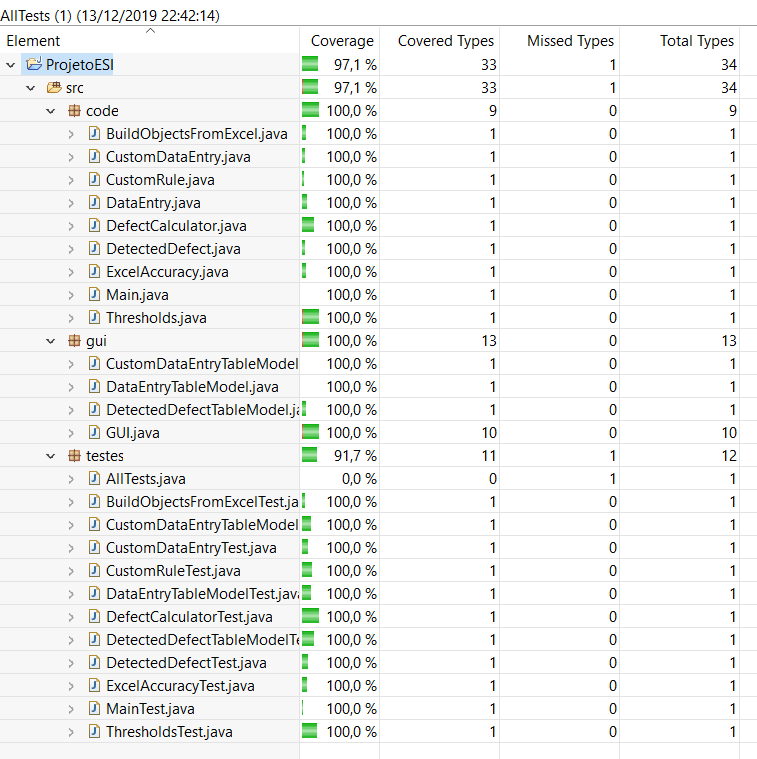 AllTests (1) (13/12/2019 22:42:14)
Element Coverage Covered Types Missed Types Total Types
ProjetoESI 97,1 % 33 1 34
src 97,1 % 33 1 34
code 100,0 % 9 0 9
BuildObjectsFromExcel.java 100,0 % 1 0 1
CustomDataEntry.java 100,0 % 1 0 1
CustomRule.java 100,0 % 1 0 1
DataEntry.java 100,0 % 1 0 1
DefectCalculator.java 100,0 % 1 0 1
DetectedDefect.java 100,0 % 1 0 1
ExcelAccuracy.java 100,0 % 1 0 1
Main.java 100,0 % 1 0 1
Thresholds.java 100,0 % 1 0 1
gui 100,0 % 13 0 13
CustomDataEntryTableModel 100,0 % 1 0 1
DataEntryTableModel.java 100,0 % 1 0 1
DetectedDefectTableModel.ja 100,0 % 1 0 1
GUI.java 100,0 % 10 0 10
testes 91,7 % 11 1 12
AllTests.java 0,0 % 0 1 1
BuildObjectsFromExcelTest.ja 100,0 % 1 0 1
CustomDataEntryTableModel 100,0 % 1 0 1
CustomDataEntryTest.java 100,0 % 1 0 1
CustomRuleTest.java 100,0 % 1 0 1
DataEntryTableModelTest.java 100,0 % 1 0 1
DefectCalculatorTest.java 100,0 % 1 0 1
DetectedDefectTableModelTe 100,0 % 1 0 1
DetectedDefectTest.java 100,0 % 1 0 1
ExcelAccuracyTest.java 100,0 % 1 0 1
MainTest.java 100,0 % 1 0 1
ThresholdsTest.java 100,0 % 1 0 1